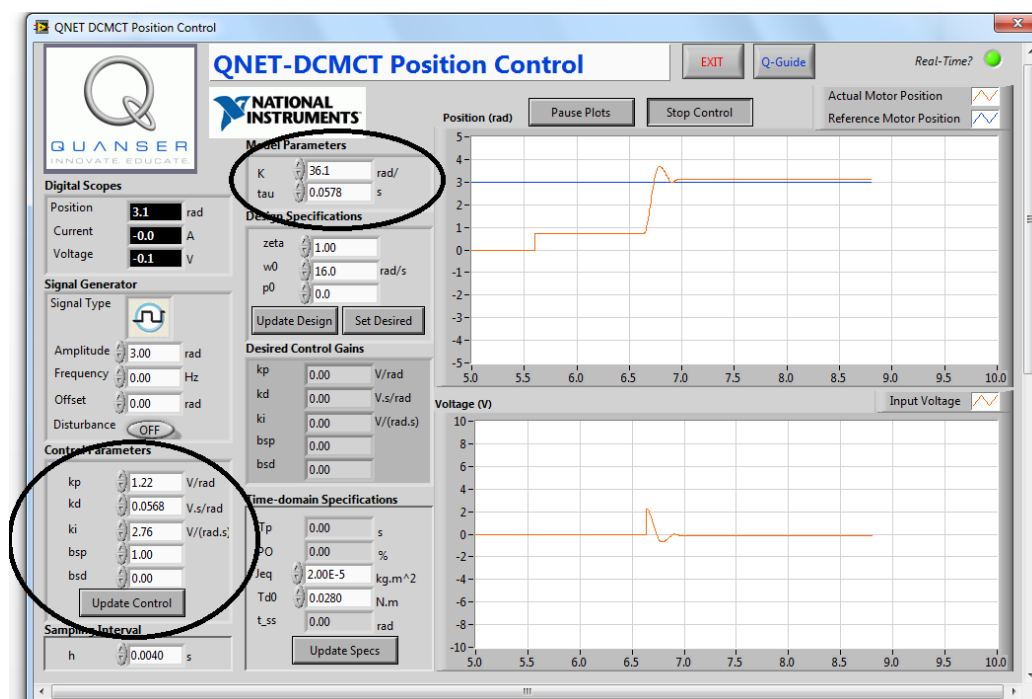 QNET DCMCT Position Control
QUANSER
INNOVATE. EDUCATE.
QNET-DCMCT Position Control
EXIT
Q-Guide
Real-Time?
NATIONAL
INSTRUMENTS
Pause Plots
Stop Control
Actual Motor Position
Reference Motor Position
Digital Scopes
Position 3.1 rad
Current -0.0 A
Voltage -0.1 V
Signal Generator
Signal Type
Amplitude 3.00 rad
Frequency 0.00 Hz
Offset 0.00 rad
Disturbance OFF
Control Parameters
kp 1.22 V/rad
kd 0.0568 V.s/rad
ki 2.76 V/(rad.s)
bsp 1.00
bsd 0.00
Update Control
Sampling Interval
h 0.0040 s
Model Parameters
K 36.1 rad/
tau 0.0578 s
Design Specifications
zeta 1.00
w0 16.0 rad/s
p0 0.0
Update Design Set Desired
Desired Control Gains
kp 0.00 V/rad
kd 0.00 V.s/rad
ki 0.00 V/(rad.s)
bsp 0.00
bsd 0.00
Time-domain Specifications
Tp 0.00 s
PO 0.00 %
Jeq 2.00E-5 kg.m^2
Td0 0.0280 N.m
t_ss 0.00 rad
Update Specs
Position (rad)
5
4
3
2
1
0
-1
-2
-3
-4
-5
5.0 5.5 6.0 6.5 7.0 7.5 8.0 8.5 9.0 9.5 10.0
Voltage (V)
Input Voltage
10
8
6
4
2
0
-2
-4
-6
-8
-10
5.0 5.5 6.0 6.5 7.0 7.5 8.0 8.5 9.0 9.5 10.0